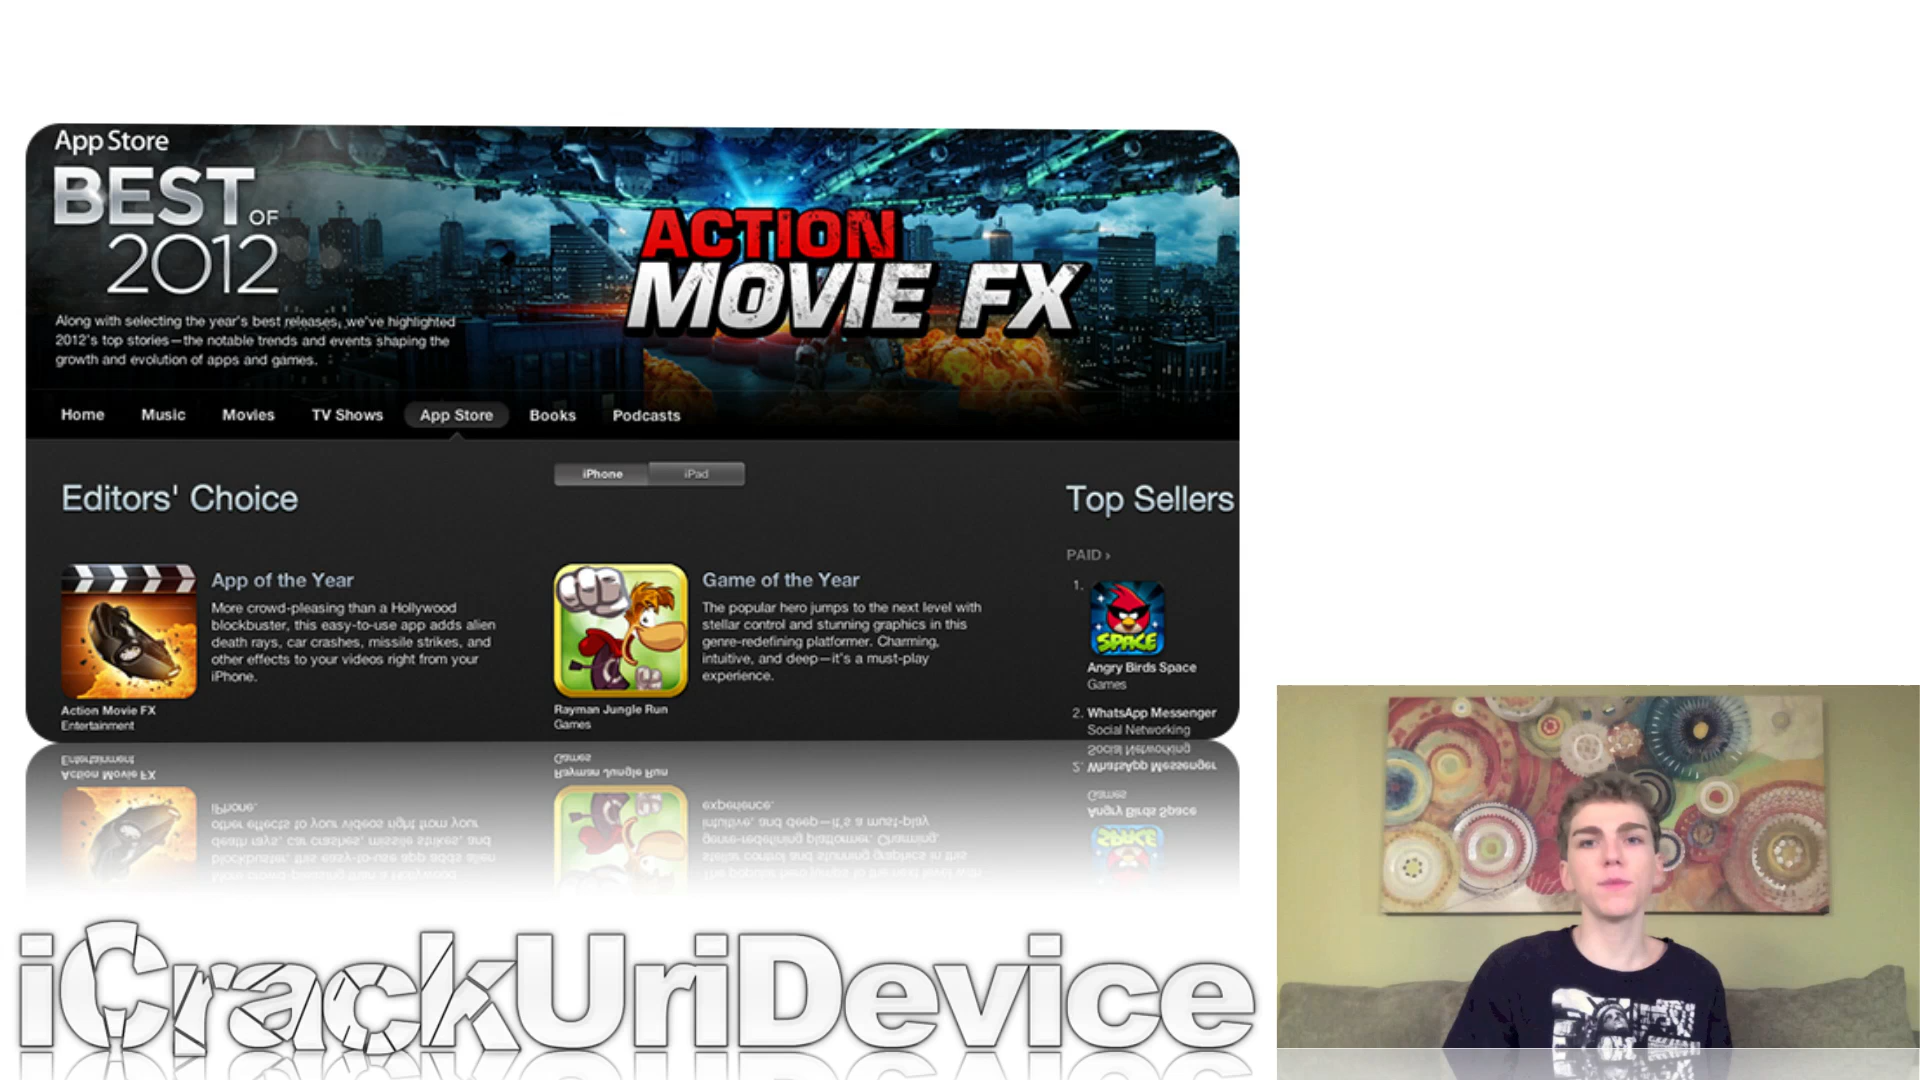 App Store
BEST OF
2012
Along with selecting the year's best releases, we've highlighted
2012's top stories—the notable trends and events shaping the
growth and evolution of apps and games.
ACTION
MOVIE FX
Home Music Movies TV Shows App Store Books Podcasts
iPhone iPad
Editors' Choice
App of the Year
More crowd-pleasing than a Hollywood
blockbuster, this easy-to-use app adds alien
death rays, car crashes, missile strikes, and
other effects to your videos right from your
iPhone.
Action Movie FX
Entertainment
Game of the Year
The popular hero jumps to the next level with
stellar control and stunning graphics in this
genre-redefining platformer. Charming,
intuitive, and deep—it's a must-play
experience.
Rayman Jungle Run
Games
Top Sellers
PAID ›
1.
SPACE
Angry Birds Space
Games
2. WhatsApp Messenger
Social Networking
iCrackUriDevice